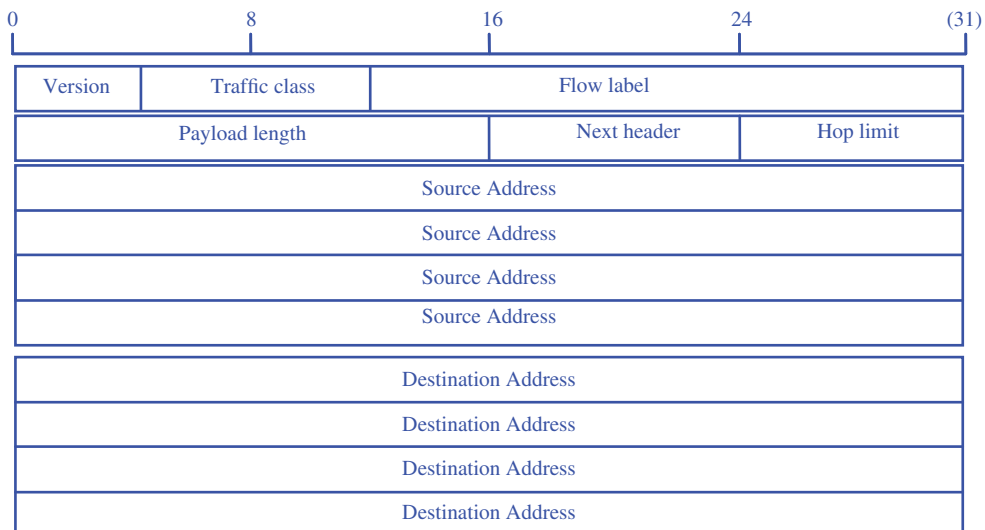 0 8 16 24 (31)
Version Traffic class Flow label
Payload length Next header Hop limit
Source Address
Source Address
Source Address
Source Address
Destination Address
Destination Address
Destination Address
Destination Address